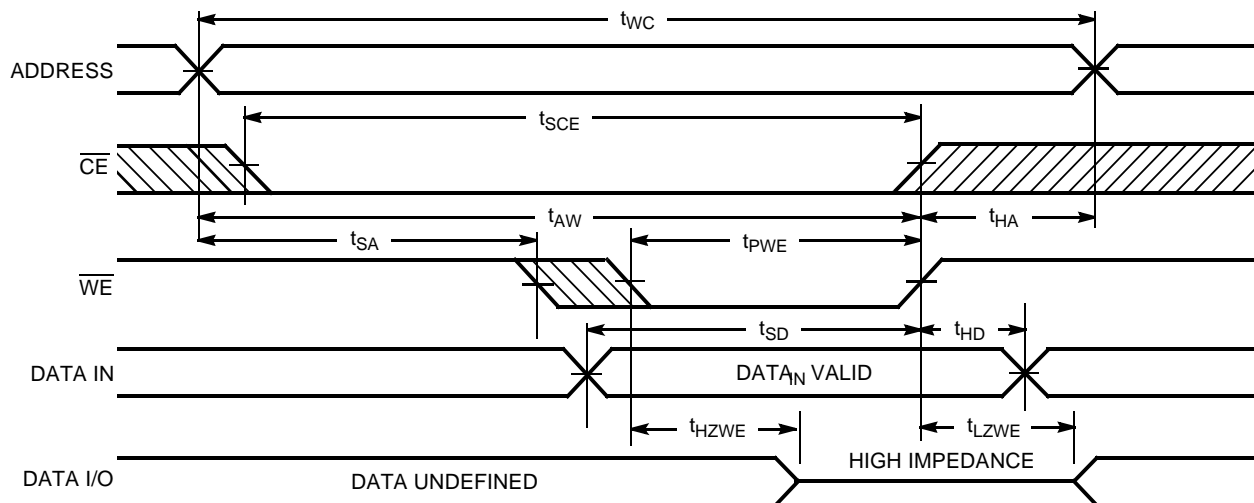 tWC
ADDRESS
tSCE
CE
tAW
tHA
tSA
tPWE
WE
tSD
tHD
DATA IN
DATAIN VALID
tHZWE
tLZWE
HIGH IMPEDANCE
DATA I/O
DATA UNDEFINED